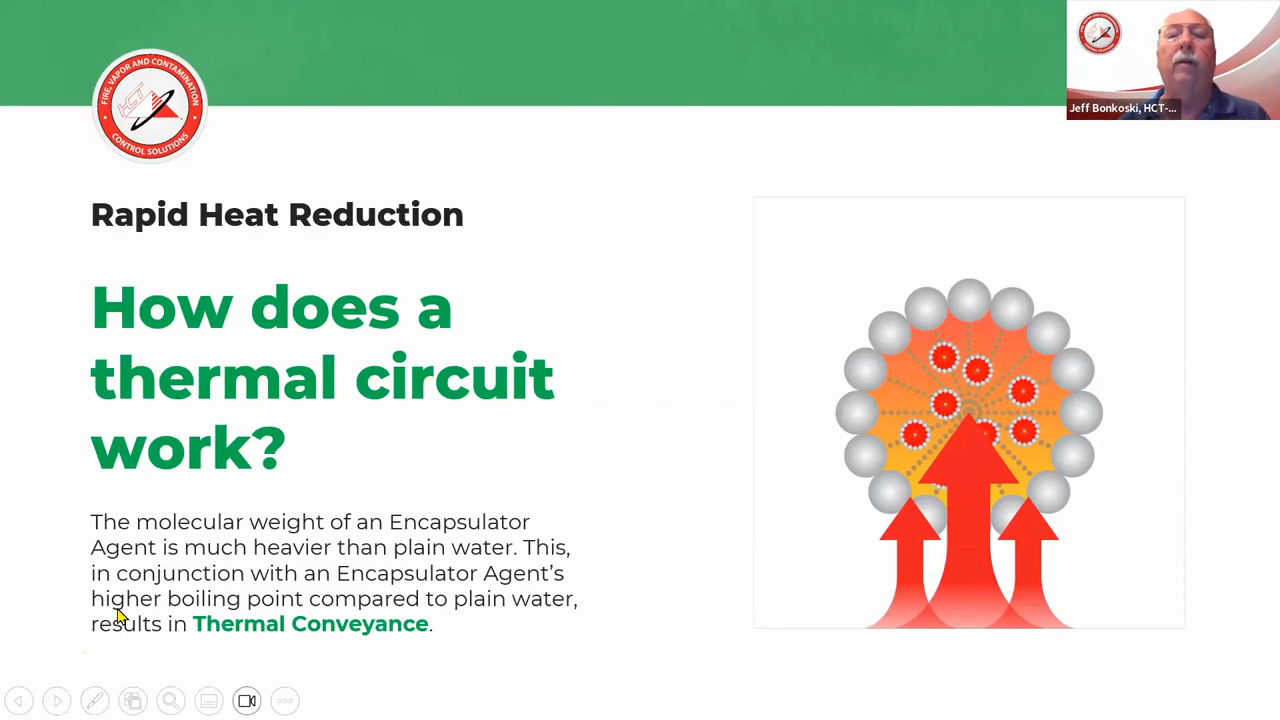 FIRE, VAPOR AND CONTAMINATION
HCT
CONTROL SOLUTIONS
Jeff Bonkoski, HCT-...
Rapid Heat Reduction
How does a
thermal circuit
work?
The molecular weight of an Encapsulator
Agent is much heavier than plain water. This,
in conjunction with an Encapsulator Agent’s
higher boiling point compared to plain water,
results in Thermal Conveyance.